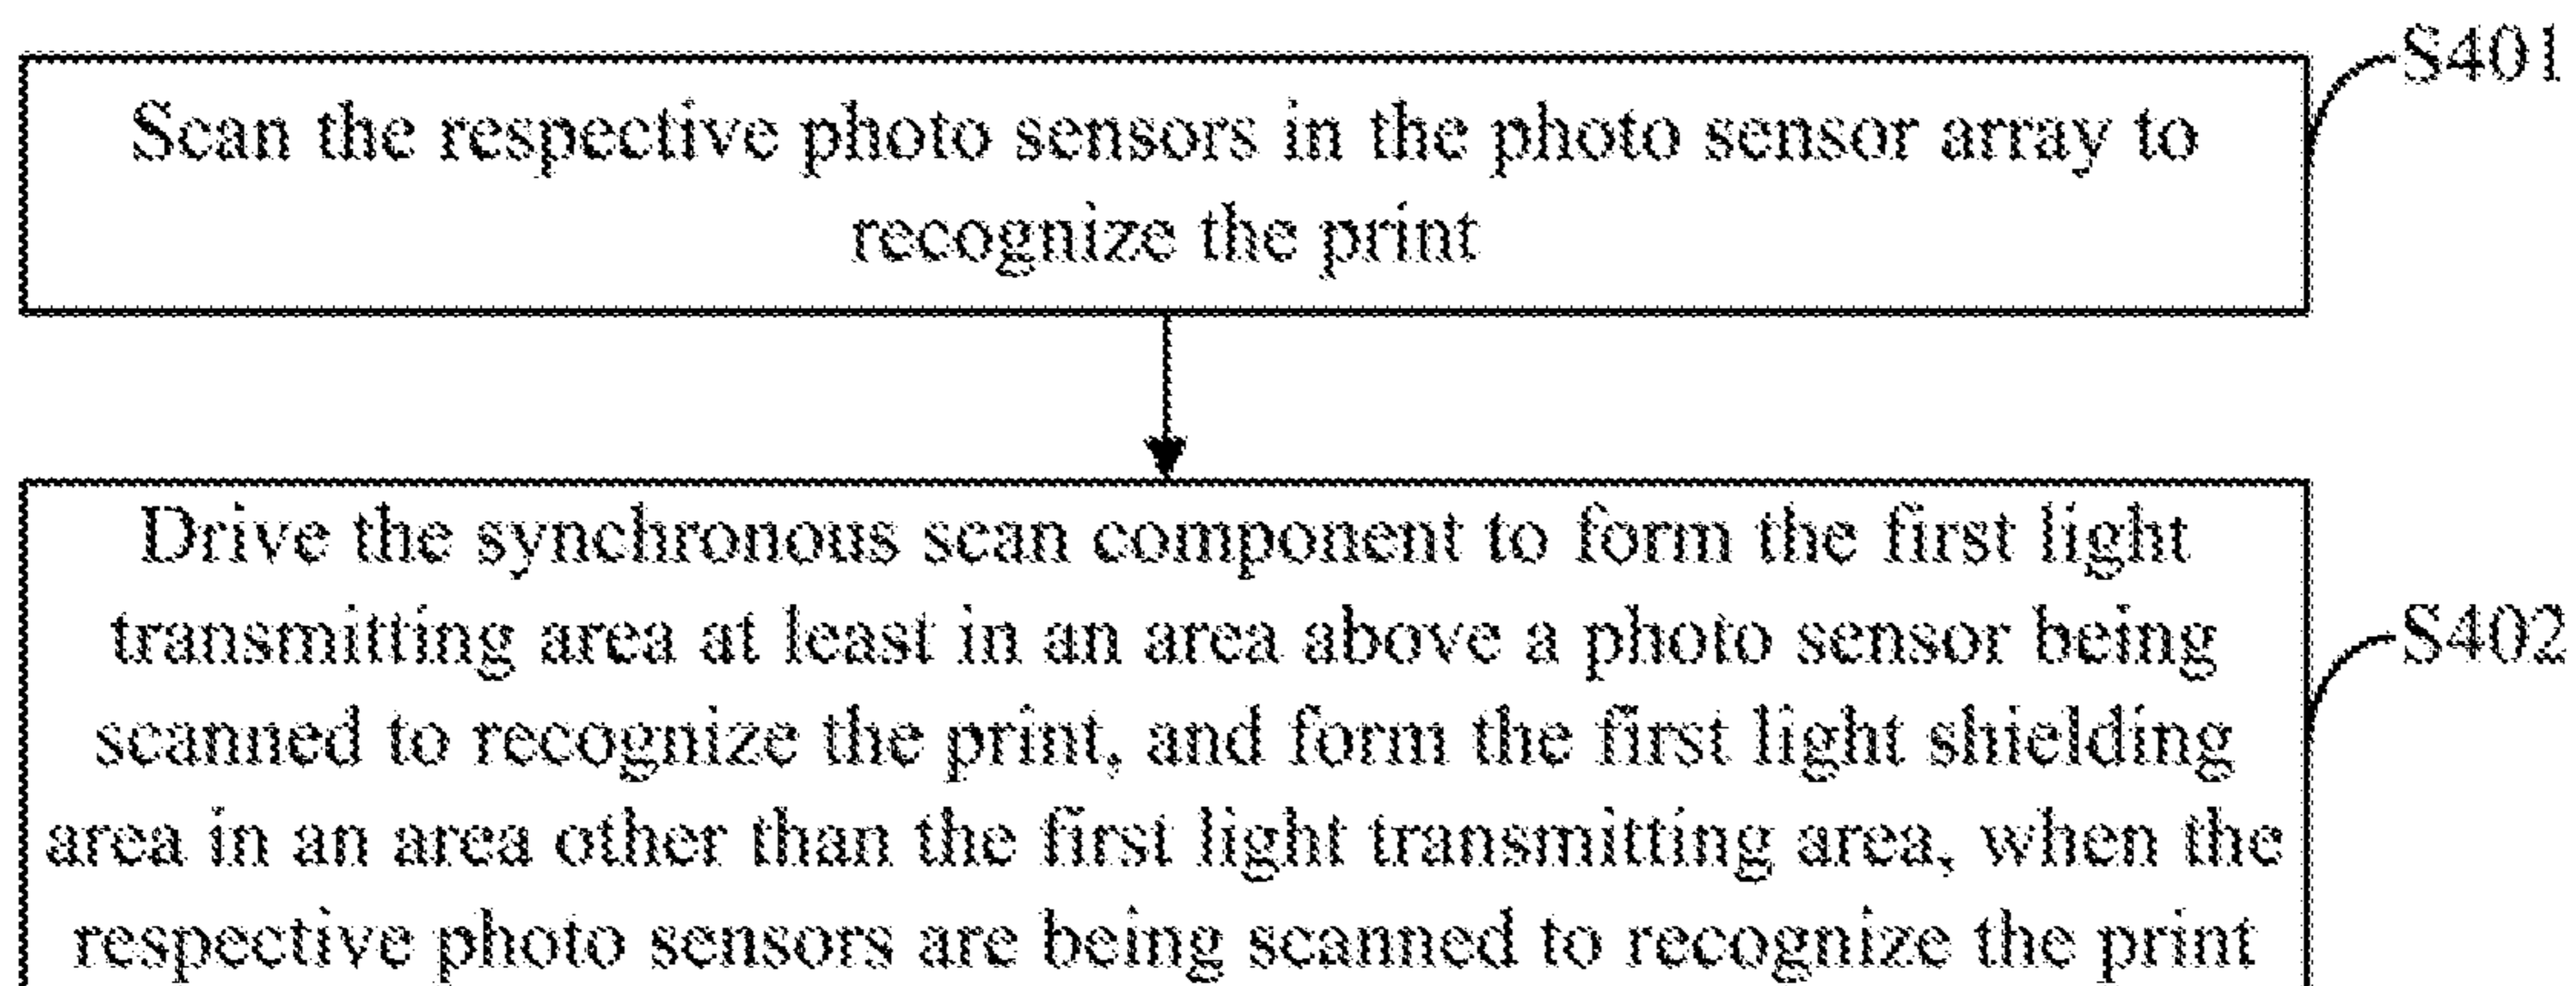 S401
Scan the respective photo sensors in the photo sensor array to
recognize the print
Drive the synchronous scan component to form the first light
transmitting area at least in an area above a photo sensor being
S402
scanned to recognize the print, and form the first light shielding
area in an area other than the first light transmitting area, when the
respective photo sensors are being scanned to recognize the print